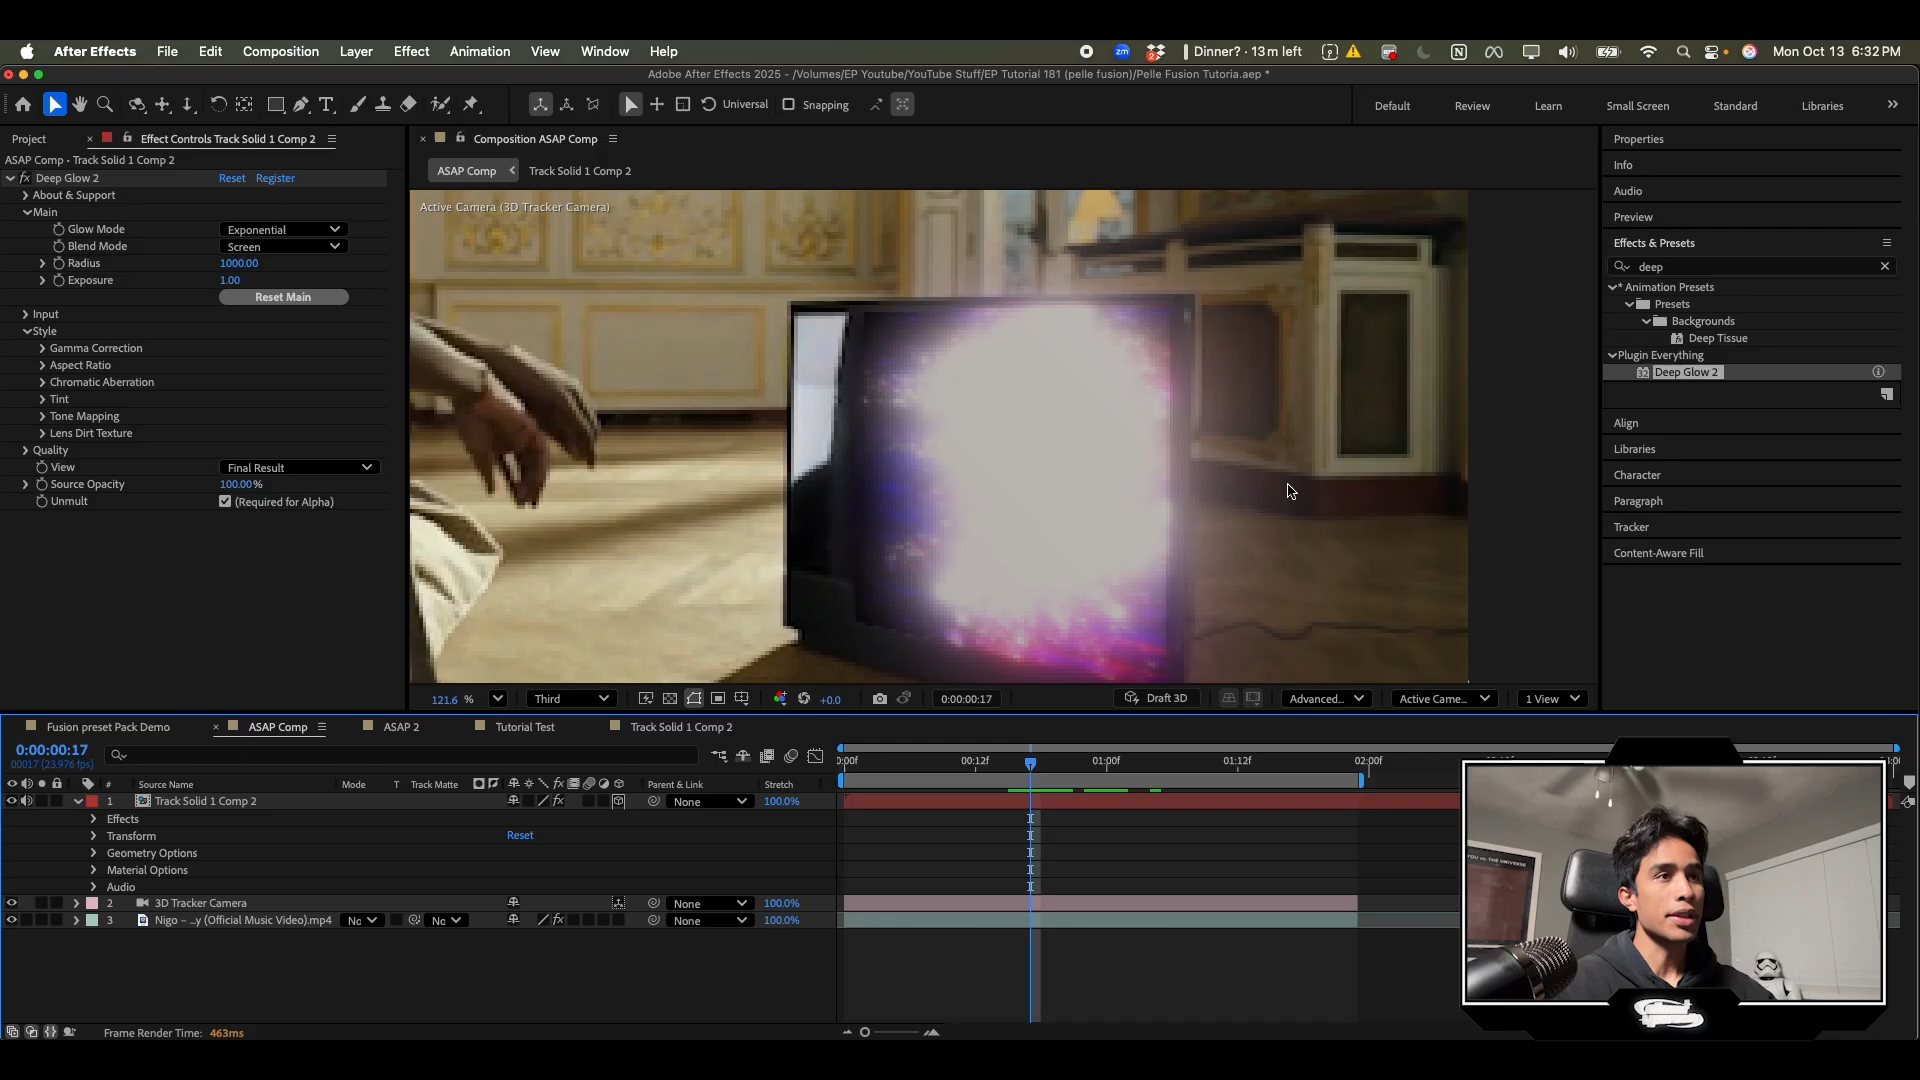 After Effects File Edit Composition Layer Effect Animation View Window Help
Dinner? · 13m left
Mon Oct 13 6:32PM
Adobe After Effects 2025 - /Volumes/EP Youtube/YouTube Stuff/EP Tutorial 181 (pelle fusion)/Pelle Fusion Tutoria.aep *
Universal Snapping
Default Review Learn Small Screen Standard Libraries
Project Effect Controls Track Solid 1 Comp 2
ASAP Comp • Track Solid 1 Comp 2
Deep Glow 2 Reset Register
About & Support
Main
Glow Mode Exponential
Blend Mode Screen
Radius 1000.00
Exposure 1.00
Reset Main
Input
Style
Gamma Correction
Aspect Ratio
Chromatic Aberration
Tint
Tone Mapping
Lens Dirt Texture
Quality
View Final Result
Source Opacity 100.00%
Unmult (Required for Alpha)
Composition ASAP Comp
ASAP Comp Track Solid 1 Comp 2
Active Camera (3D Tracker Camera)
121.6 % Third +0.0 0:00:00:17 Draft 3D Advanced... Active Came... 1 View
Properties
Info
Audio
Preview
Effects & Presets
deep
* Animation Presets
Presets
Backgrounds
Deep Tissue
Plugin Everything
Deep Glow 2
Align
Libraries
Character
Paragraph
Tracker
Content-Aware Fill
Fusion preset Pack Demo ASAP Comp ASAP 2 Tutorial Test Track Solid 1 Comp 2
0:00:00:17
00017 (23.976 fps)
:00f 00:12f 01:00f 01:12f 02:00f
# Source Name Mode T Track Matte Parent & Link Stretch
1 Track Solid 1 Comp 2 None 100.0%
Effects
Transform Reset
Geometry Options
Material Options
Audio
2 3D Tracker Camera None 100.0%
3 Nigo – ...y (Official Music Video).mp4 Nc Nc None 100.0%
Frame Render Time: 463ms